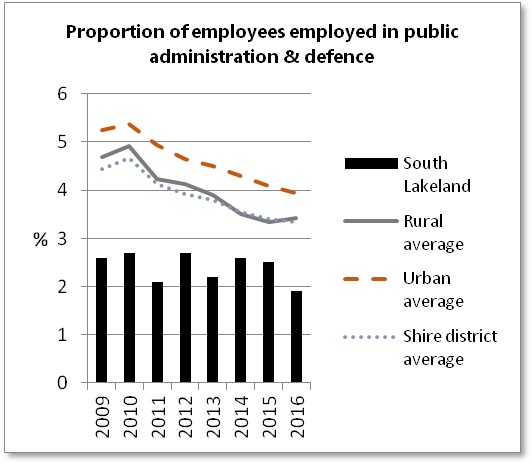 Proportion of employees employed in public
administration & defence
6
5
4
3
2
1
0
%
2009
2010
2011
2012
2013
2014
2015
2016
South
Lakeland
Rural
average
Urban
average
Shire district
average